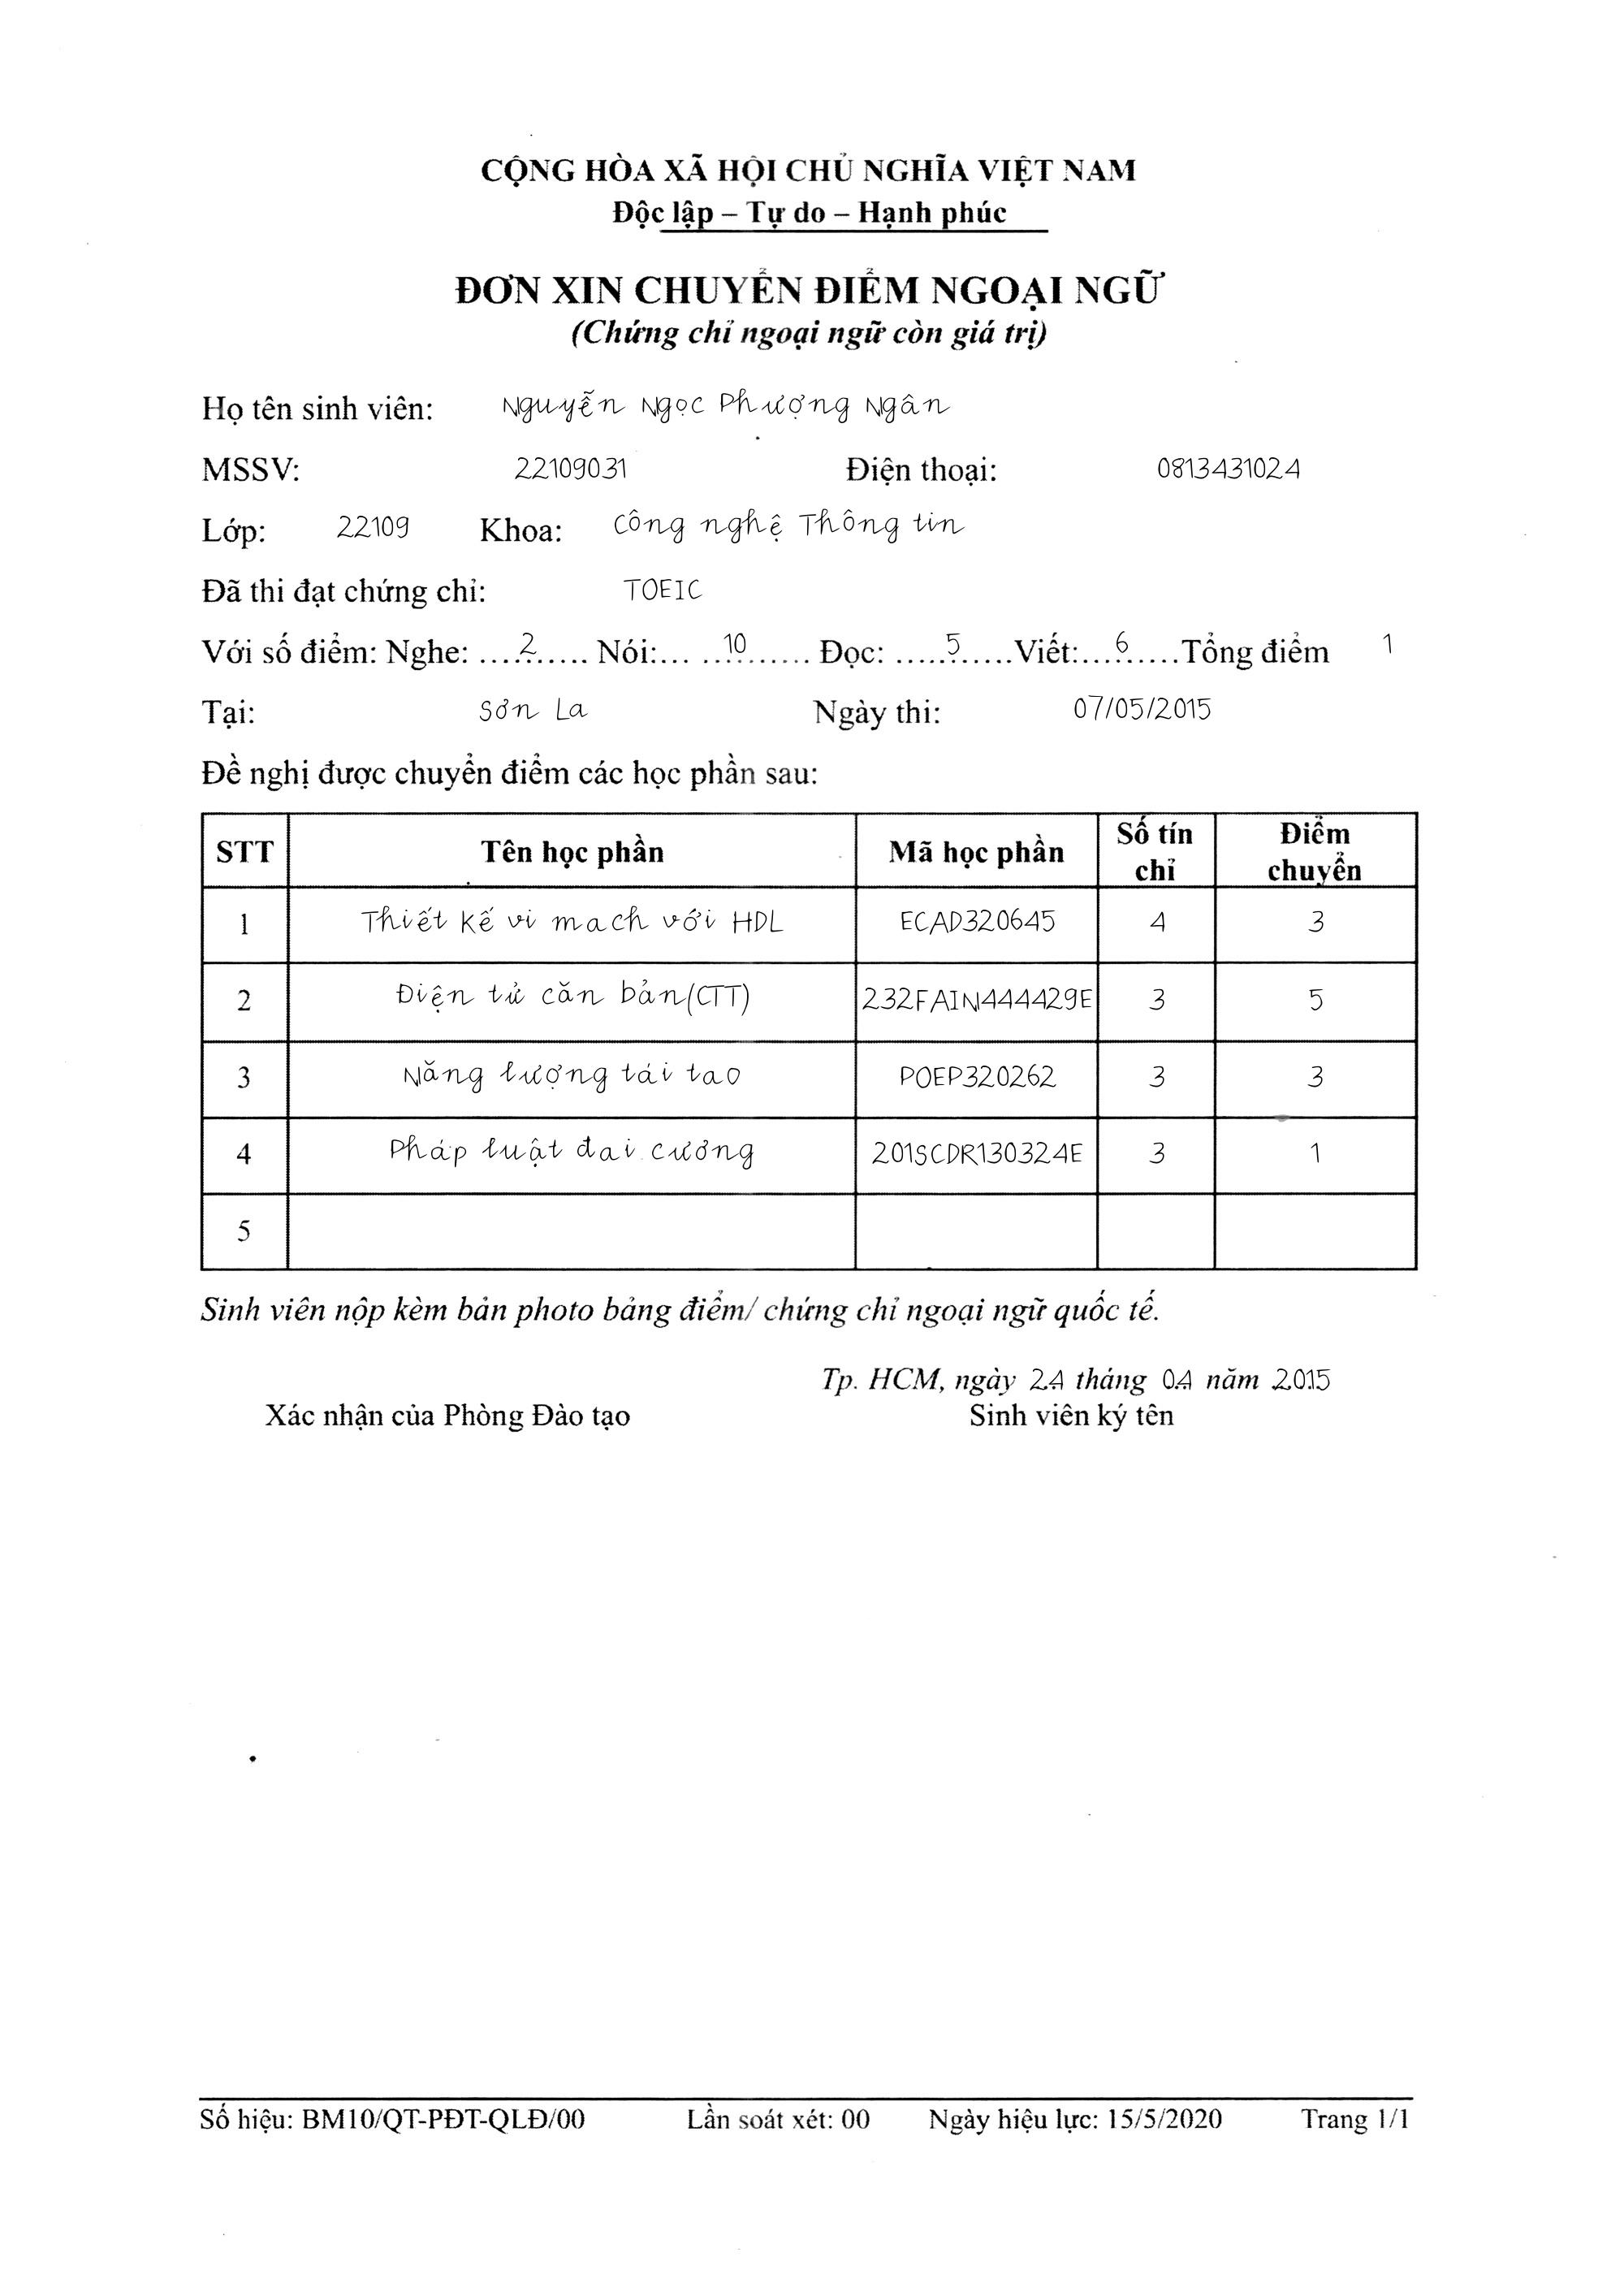 CỘNG HÒA XÃ HỘI CHỦ NGHĨA VIỆT NAM
Độc lập – Tự do – Hạnh phúc
ĐƠN XIN CHUYỂN ĐIỂM NGOẠI NGỮ
(Chứng chỉ ngoại ngữ còn giá trị)
Họ tên sinh viên: Nguyễn Ngọc Phượng Ngân
MSSV: 22109031 Điện thoại: 0813431024
Lớp: 22109 Khoa: Công nghệ Thông tin
Đã thi đạt chứng chỉ: TOEIC
Với số điểm: Nghe: ....2...... Nói:... ..10...... Đọc: .....5.....Viết:...6.....Tổng điểm 1
Tại: Sơn La Ngày thi: 07/05/2015
Đề nghị được chuyển điểm các học phần sau:
STT Tên học phần Mã học phần Số tín chỉ Điểm chuyển
1 Thiết kế vi mach với HDL ECAD320645 4 3
2 Điện tử căn bản(CTT) 232FAIN444429E 3 5
3 Năng lượng tái tao POEP320262 3 3
4 Pháp luật đai cương 201SCDR130324E 3 1
5
Sinh viên nộp kèm bản photo bảng điểm/ chứng chỉ ngoại ngữ quốc tế.
Tp. HCM, ngày 24 tháng 04 năm 2015
Xác nhận của Phòng Đào tạo Sinh viên ký tên
Số hiệu: BM10/QT-PĐT-QLĐ/00 Lần soát xét: 00 Ngày hiệu lực: 15/5/2020 Trang 1/1